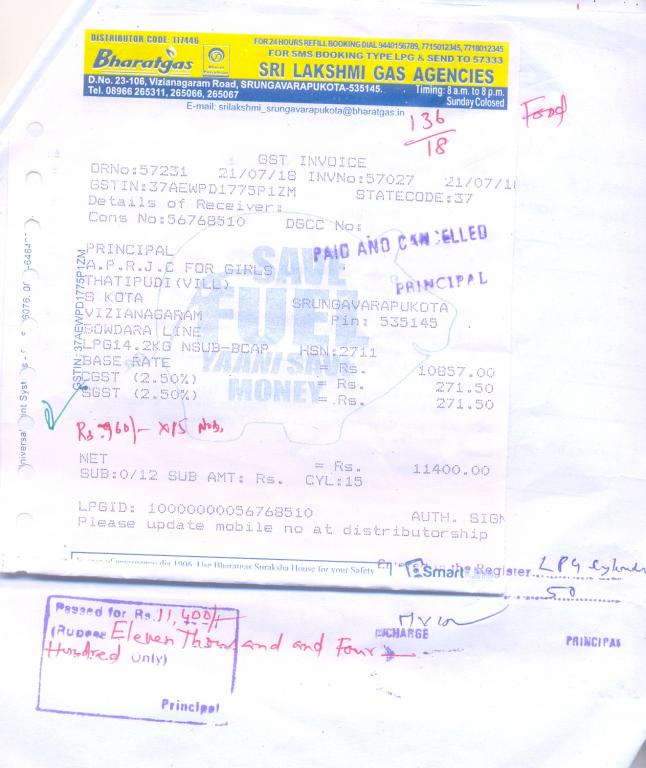 DISTRIBUTOR CODE: 117446
FOR 24 HOURS REFILL BOOKING DIAL 9440156789, 7715012345, 7718012345
FOR SMS BOOKING TYPE LPG & SEND TO 57333
Bharatgas
SRI LAKSHMI GAS AGENCIES
D.No. 23-106, Vizianagaram Road, SRUNGAVARAPUKOTA-535145.
Timing: 8 a.m. to 8 p.m.
Tel. 08966 265311, 265066, 265067
Sunday Colosed
E-mail: srilakshmi_srungavarapukota@bharatgas.in
136
18
Food
GST INVOICE
ORNo:57231 21/07/18 INVNo:57027 21/07/18
GSTIN:37AEWPD1775P1ZM STATECODE:37
Details of Receiver:
Cons No:56768510 DGCC No:
PAID AND CANCELLED
PRINCIPAL
PRINCIPAL
A.P.R.J.C FOR GIRLS
THATIPUDI(VILL)
S KOTA SRUNGAVARAPUKOTA
VIZIANAGARAM Pin: 535145
BOWDARA LINE
LPG14.2KG NSUB-BCAP HSN:2711
BASE RATE = Rs. 10857.00
CGST (2.50%) = Rs. 271.50
SGST (2.50%) = Rs. 271.50
SAVE
FUEL
YAANI SAVE
MONEY
GSTIN: 37AEWPD1775P1ZM
Rs. 760/- X15 Nos.
NET = Rs. 11400.00
SUB:0/12 SUB AMT: Rs. CYL:15
LPGID: 10000000056768510 AUTH. SIGN
Please update mobile no at distributorship
Use Bharatgas Suraksha House for your Safety
Smart
the Register LPG Cylinder
50
Passed for Rs. 11,400/-
(Rupees Eleven Thousand and Four
Hundred only)
Principal
INCHARGE
PRINCIPAL